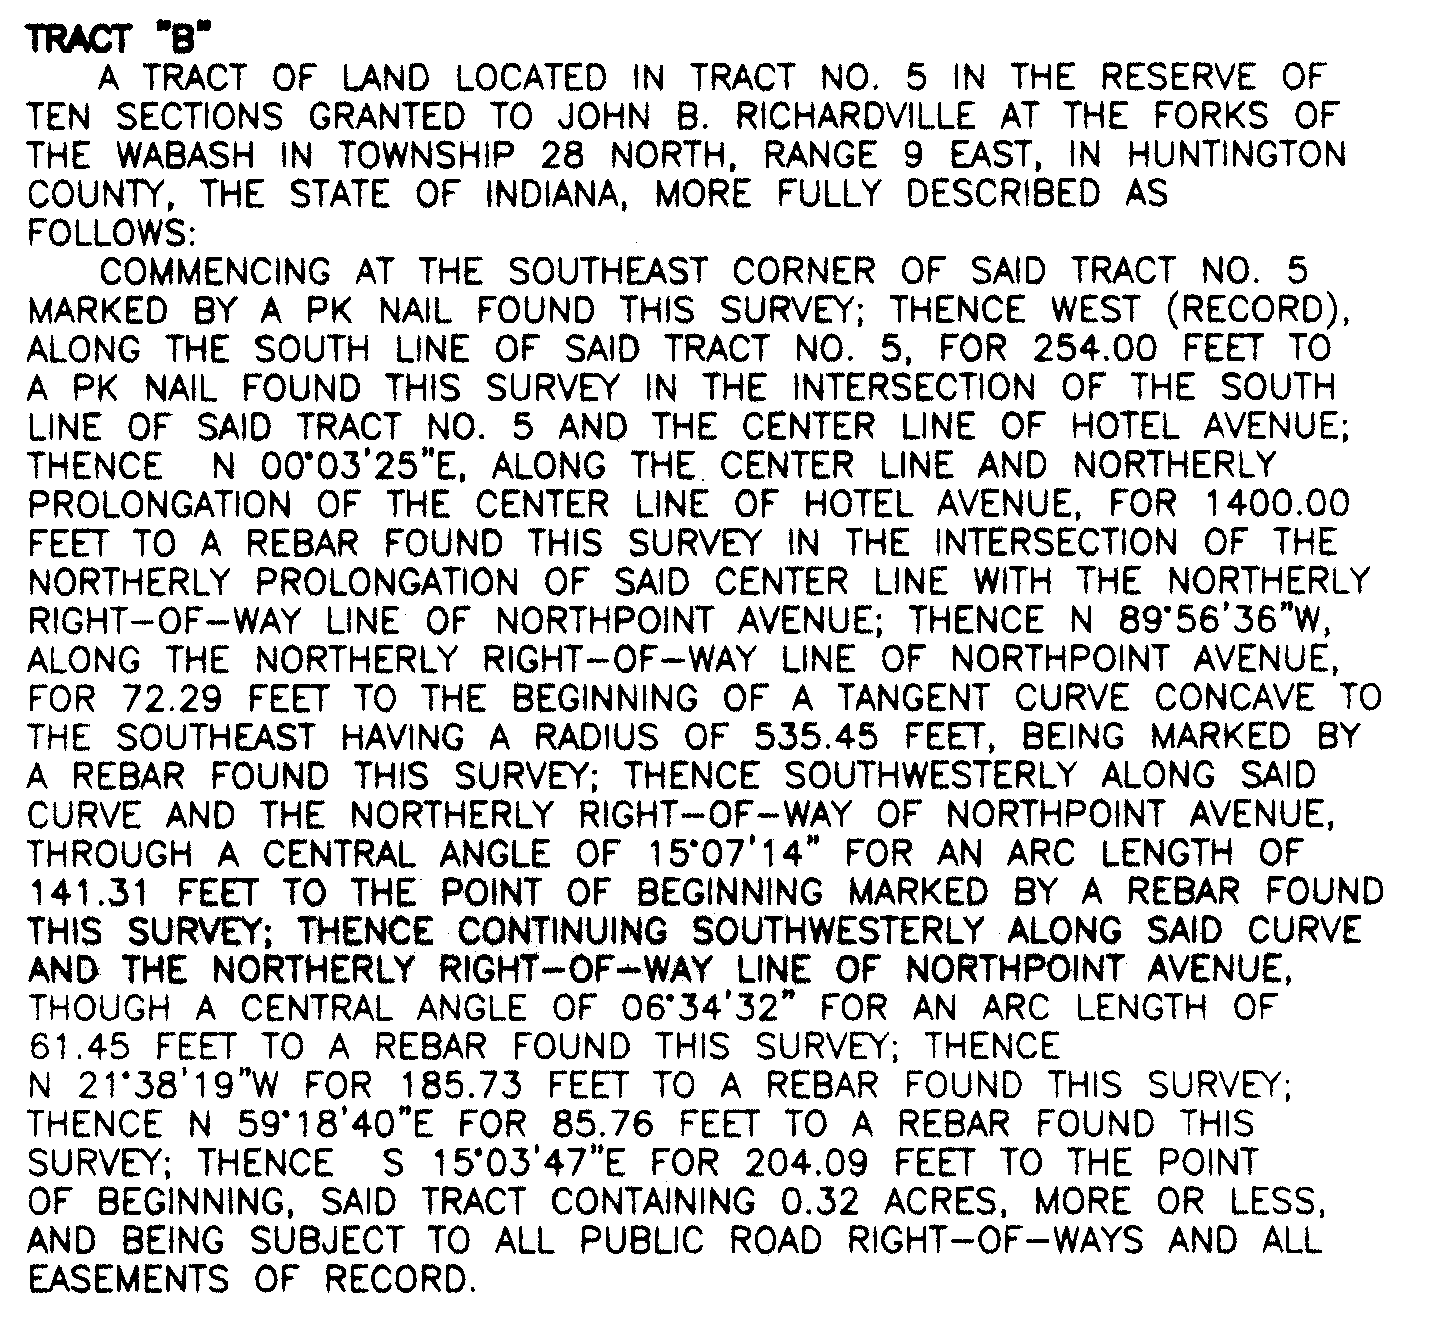 TRACT "B"
A TRACT OF LAND LOCATED IN TRACT NO. 5 IN THE RESERVE OF
TEN SECTIONS GRANTED TO JOHN B. RICHARDVILLE AT THE FORKS OF
THE WABASH IN TOWNSHIP 28 NORTH, RANGE 9 EAST, IN HUNTINGTON
COUNTY, THE STATE OF INDIANA, MORE FULLY DESCRIBED AS
FOLLOWS:
COMMENCING AT THE SOUTHEAST CORNER OF SAID TRACT NO. 5
MARKED BY A PK NAIL FOUND THIS SURVEY; THENCE WEST (RECORD),
ALONG THE SOUTH LINE OF SAID TRACT NO. 5, FOR 254.00 FEET TO
A PK NAIL FOUND THIS SURVEY IN THE INTERSECTION OF THE SOUTH
LINE OF SAID TRACT NO. 5 AND THE CENTER LINE OF HOTEL AVENUE;
THENCE N 00°03'25"E, ALONG THE CENTER LINE AND NORTHERLY
PROLONGATION OF THE CENTER LINE OF HOTEL AVENUE, FOR 1400.00
FEET TO A REBAR FOUND THIS SURVEY IN THE INTERSECTION OF THE
NORTHERLY PROLONGATION OF SAID CENTER LINE WITH THE NORTHERLY
RIGHT-OF-WAY LINE OF NORTHPOINT AVENUE; THENCE N 89°56'36"W,
ALONG THE NORTHERLY RIGHT-OF-WAY LINE OF NORTHPOINT AVENUE,
FOR 72.29 FEET TO THE BEGINNING OF A TANGENT CURVE CONCAVE TO
THE SOUTHEAST HAVING A RADIUS OF 535.45 FEET, BEING MARKED BY
A REBAR FOUND THIS SURVEY; THENCE SOUTHWESTERLY ALONG SAID
CURVE AND THE NORTHERLY RIGHT-OF-WAY OF NORTHPOINT AVENUE,
THROUGH A CENTRAL ANGLE OF 15°07'14" FOR AN ARC LENGTH OF
141.31 FEET TO THE POINT OF BEGINNING MARKED BY A REBAR FOUND
THIS SURVEY; THENCE CONTINUING SOUTHWESTERLY ALONG SAID CURVE
AND THE NORTHERLY RIGHT-OF-WAY LINE OF NORTHPOINT AVENUE,
THOUGH A CENTRAL ANGLE OF 06°34'32" FOR AN ARC LENGTH OF
61.45 FEET TO A REBAR FOUND THIS SURVEY; THENCE
N 21°38'19"W FOR 185.73 FEET TO A REBAR FOUND THIS SURVEY;
THENCE N 59°18'40"E FOR 85.76 FEET TO A REBAR FOUND THIS
SURVEY; THENCE S 15°03'47"E FOR 204.09 FEET TO THE POINT
OF BEGINNING, SAID TRACT CONTAINING 0.32 ACRES, MORE OR LESS,
AND BEING SUBJECT TO ALL PUBLIC ROAD RIGHT-OF-WAYS AND ALL
EASEMENTS OF RECORD.